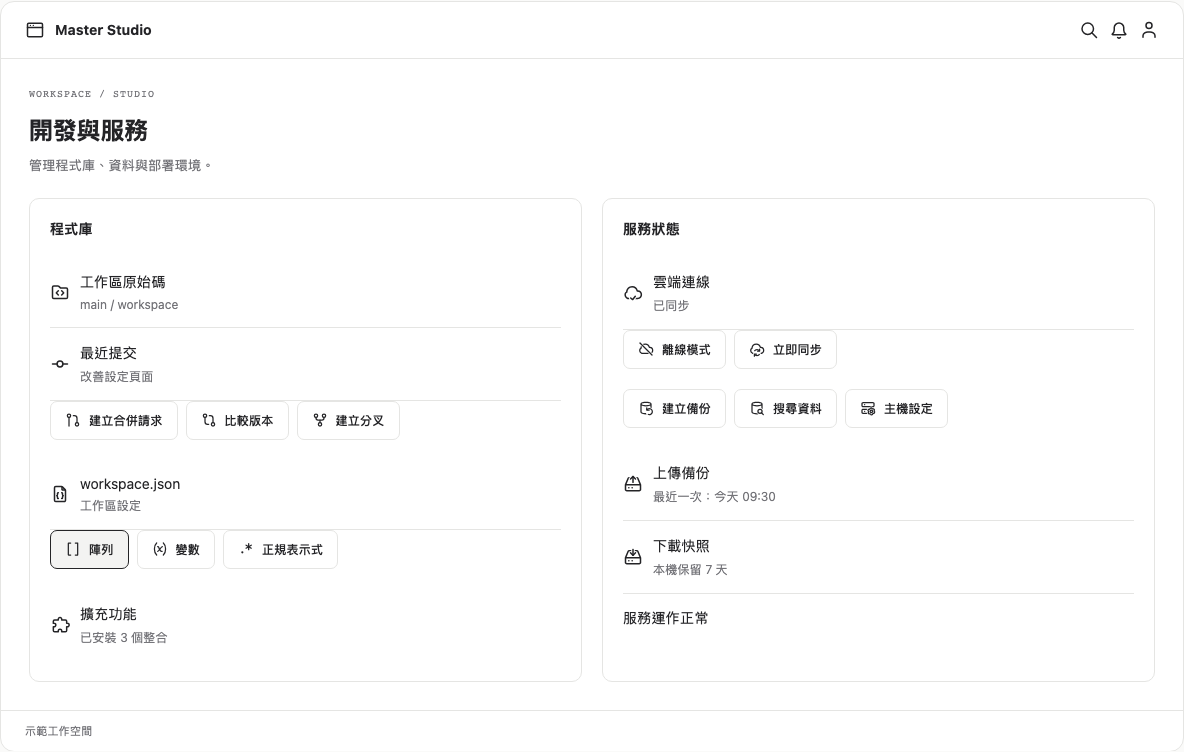 Master Studio
WORKSPACE / STUDIO
開發與服務
管理程式庫、資料與部署環境。
程式庫
工作區原始碼
main / workspace
最近提交
改善設定頁面
建立合併請求
比較版本
建立分叉
workspace.json
工作區設定
[ ] 陣列
(x) 變數
.* 正規表示式
擴充功能
已安裝 3 個整合
服務狀態
雲端連線
已同步
離線模式
立即同步
建立備份
搜尋資料
主機設定
上傳備份
最近一次：今天 09:30
下載快照
本機保留 7 天
服務運作正常
示範工作空間